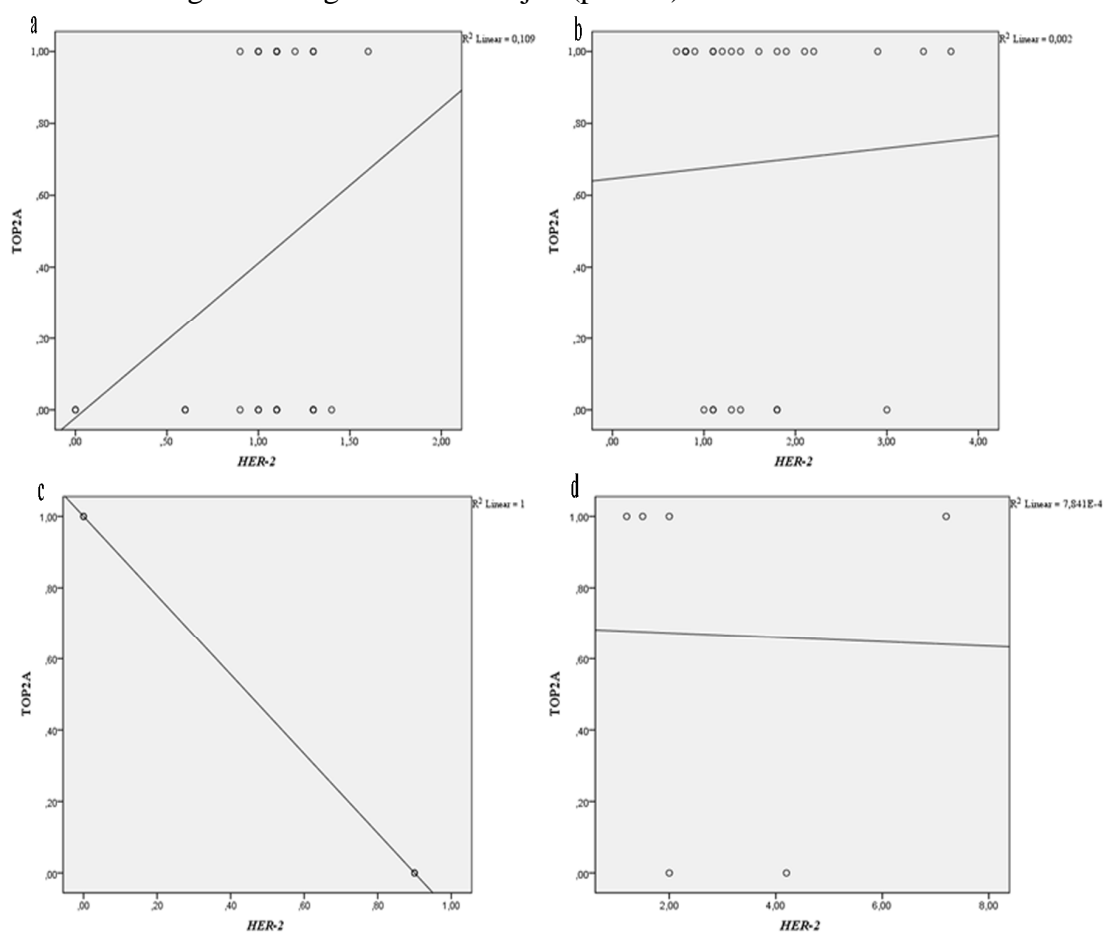 a
R² Linear = 0,109
1,00
,80
,60
,40
,20
,00
TOP2A
,00 ,50 1,00 1,50 2,00
HER-2
b
R² Linear = 0,002
1,00
,80
,60
,40
,20
,00
TOP2A
,00 1,00 2,00 3,00 4,00
HER-2
c
R² Linear = 1
1,00
,80
,60
,40
,20
,00
TOP2A
,00 ,20 ,40 ,60 ,80 1,00
HER-2
d
R² Linear = 7,841E-4
1,00
,80
,60
,40
,20
,00
TOP2A
2,00 4,00 6,00 8,00
HER-2